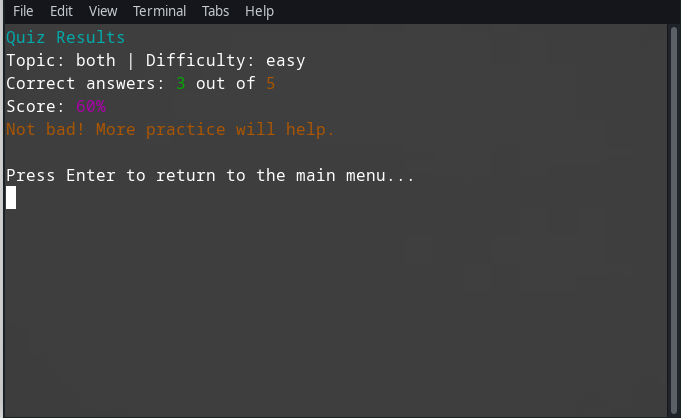 File Edit View Terminal Tabs Help
Quiz Results
Topic: both | Difficulty: easy
Correct answers: 3 out of 5
Score: 60%
Not bad! More practice will help.
Press Enter to return to the main menu...